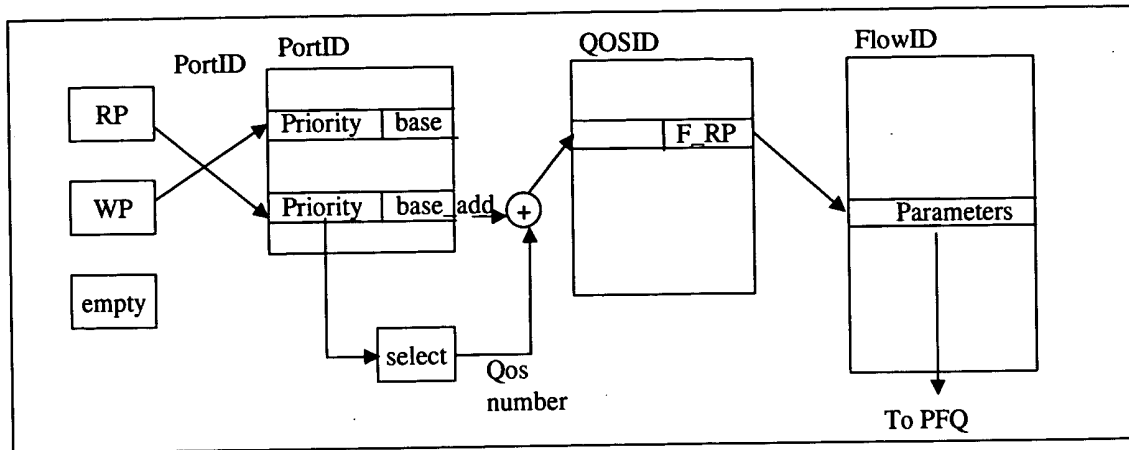 PortID
PortID
QOSID
FlowID
RP
WP
empty
Priority base
Priority base_add
+
select
Qos
number
F_RP
Parameters
To PFQ